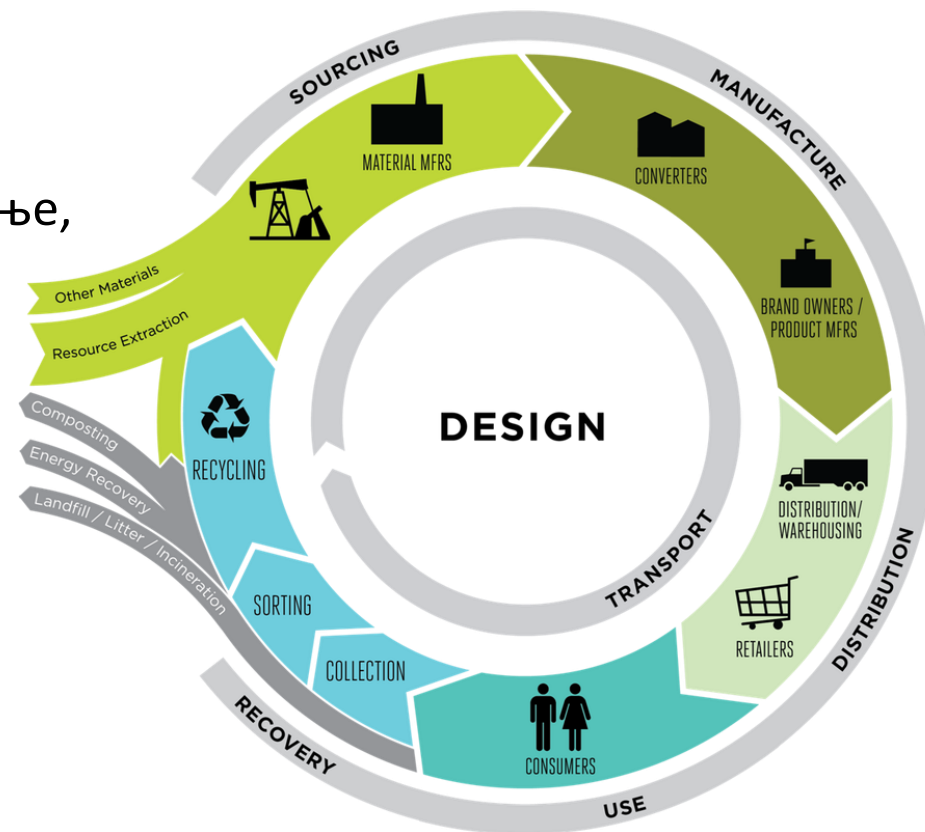 SOURCING
MANUFACTURE
MATERIAL MFRS
CONVERTERS
ње,
Other Materials
Resource Extraction
BRAND OWNERS /
PRODUCT MFRS
Composting
Energy Recovery
Landfill / Litter / Incineration
RECYCLING
DESIGN
DISTRIBUTION/
WAREHOUSING
TRANSPORT
DISTRIBUTION
SORTING
RETAILERS
COLLECTION
RECOVERY
CONSUMERS
USE